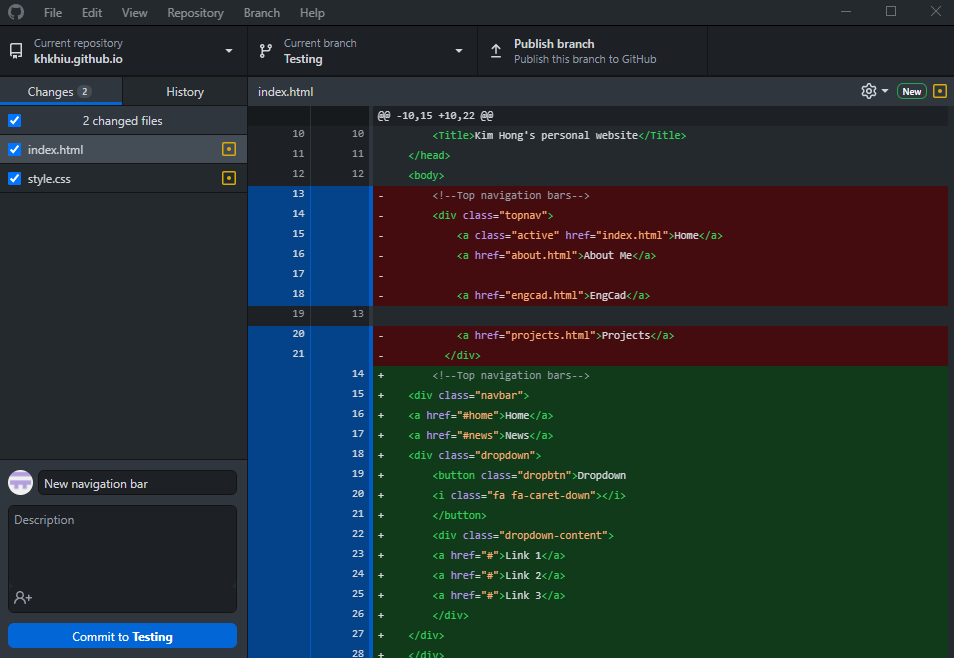 File Edit View Repository Branch Help
Current repository
khkhiu.github.io
Current branch
Testing
Publish branch
Publish this branch to GitHub
Changes 2
History
2 changed files
index.html
style.css
New navigation bar
Description
Commit to Testing
index.html
New
@@ -10,15 +10,22 @@
10 10 <Title>Kim Hong's personal website</Title>
11 11 </head>
12 12 <body>
13 - <!--Top navigation bars-->
14 - <div class="topnav">
15 - <a class="active" href="index.html">Home</a>
16 - <a href="about.html">About Me</a>
17 -
18 - <a href="engcad.html">EngCad</a>
19 13
20 - <a href="projects.html">Projects</a>
21 - </div>
14 + <!--Top navigation bars-->
15 + <div class="navbar">
16 + <a href="#home">Home</a>
17 + <a href="#news">News</a>
18 + <div class="dropdown">
19 + <button class="dropbtn">Dropdown
20 + <i class="fa fa-caret-down"></i>
21 + </button>
22 + <div class="dropdown-content">
23 + <a href="#">Link 1</a>
24 + <a href="#">Link 2</a>
25 + <a href="#">Link 3</a>
26 + </div>
27 + </div>
28 + </div>